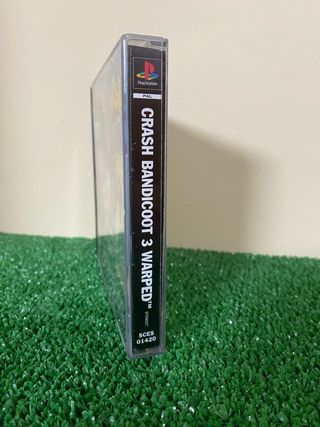 PlayStation
PAL
CRASH BANDICOOT 3 WARPED™
SCES
01420